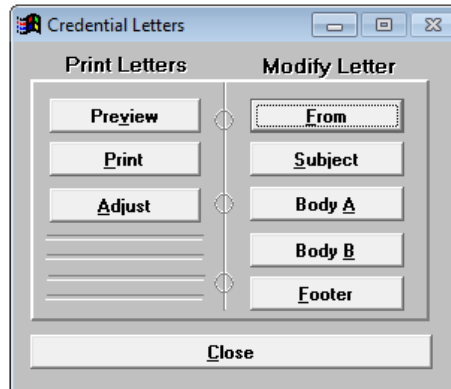 Credential Letters
Print Letters
Modify Letter
Preview
From
Print
Subject
Adjust
Body A
Body B
Footer
Close